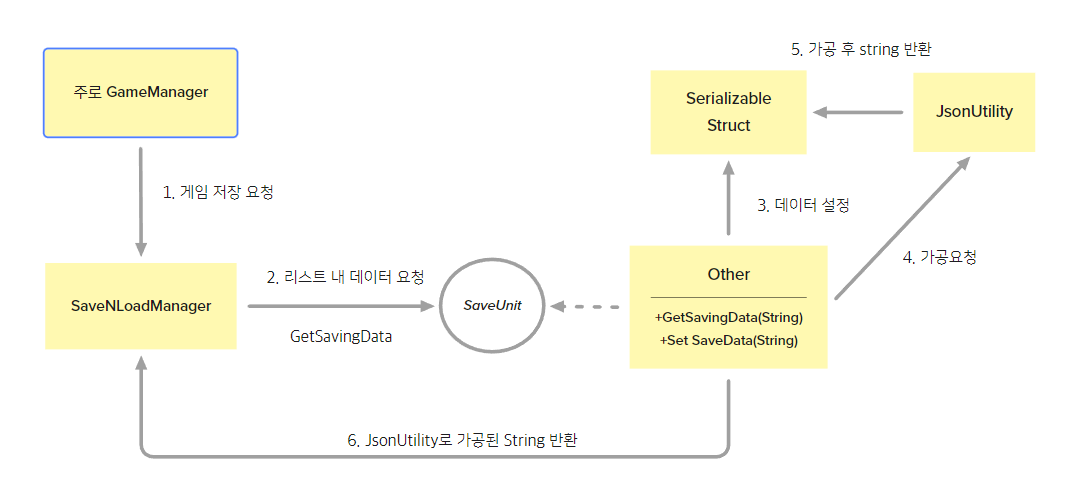 주로 GameManager
1. 게임 저장 요청
SaveNLoadManager
2. 리스트 내 데이터 요청
GetSavingData
SaveUnit
5. 가공 후 string 반환
Serializable
Struct
JsonUtility
3. 데이터 설정
4. 가공요청
Other
+GetSavingData(String)
+Set SaveData(String)
6. JsonUtility로 가공된 String 반환